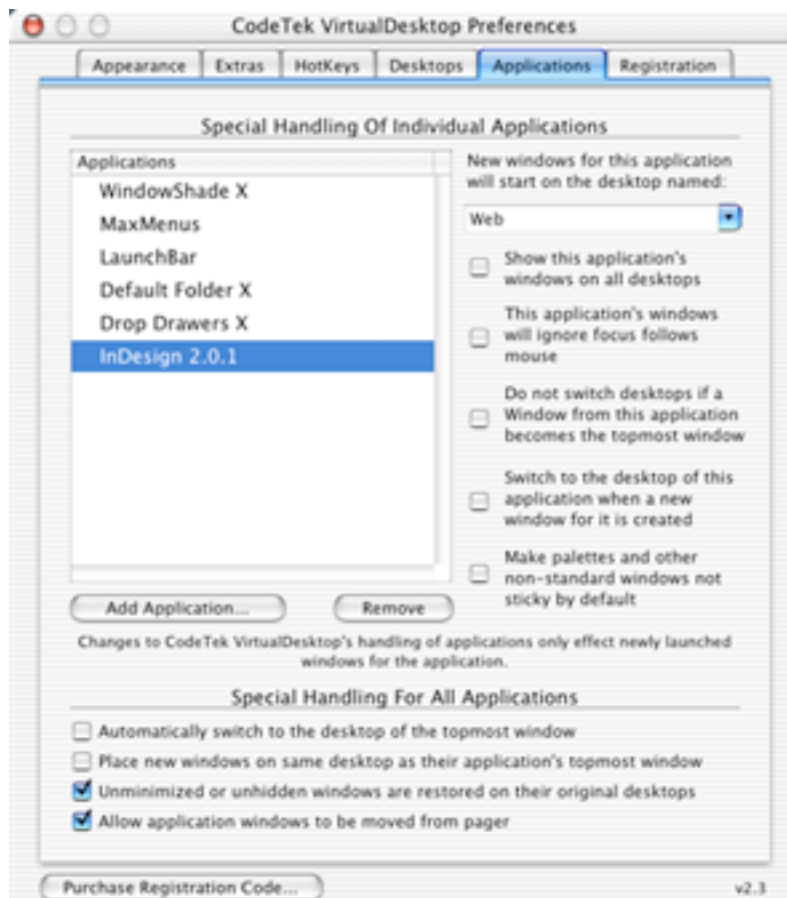 CodeTek VirtualDesktop Preferences
Appearance Extras HotKeys Desktops Applications Registration
Special Handling Of Individual Applications
Applications
WindowShade X
MaxMenus
LaunchBar
Default Folder X
Drop Drawers X
InDesign 2.0.1
New windows for this application
will start on the desktop named:
Web
Show this application's
windows on all desktops
This application's windows
will ignore focus follows
mouse
Do not switch desktops if a
Window from this application
becomes the topmost window
Switch to the desktop of this
application when a new
window for it is created
Make palettes and other
non-standard windows not
sticky by default
Add Application... Remove
Changes to CodeTek VirtualDesktop's handling of applications only effect newly launched
windows for the application.
Special Handling For All Applications
Automatically switch to the desktop of the topmost window
Place new windows on same desktop as their application's topmost window
Unminimized or unhidden windows are restored on their original desktops
Allow application windows to be moved from pager
Purchase Registration Code... v2.3